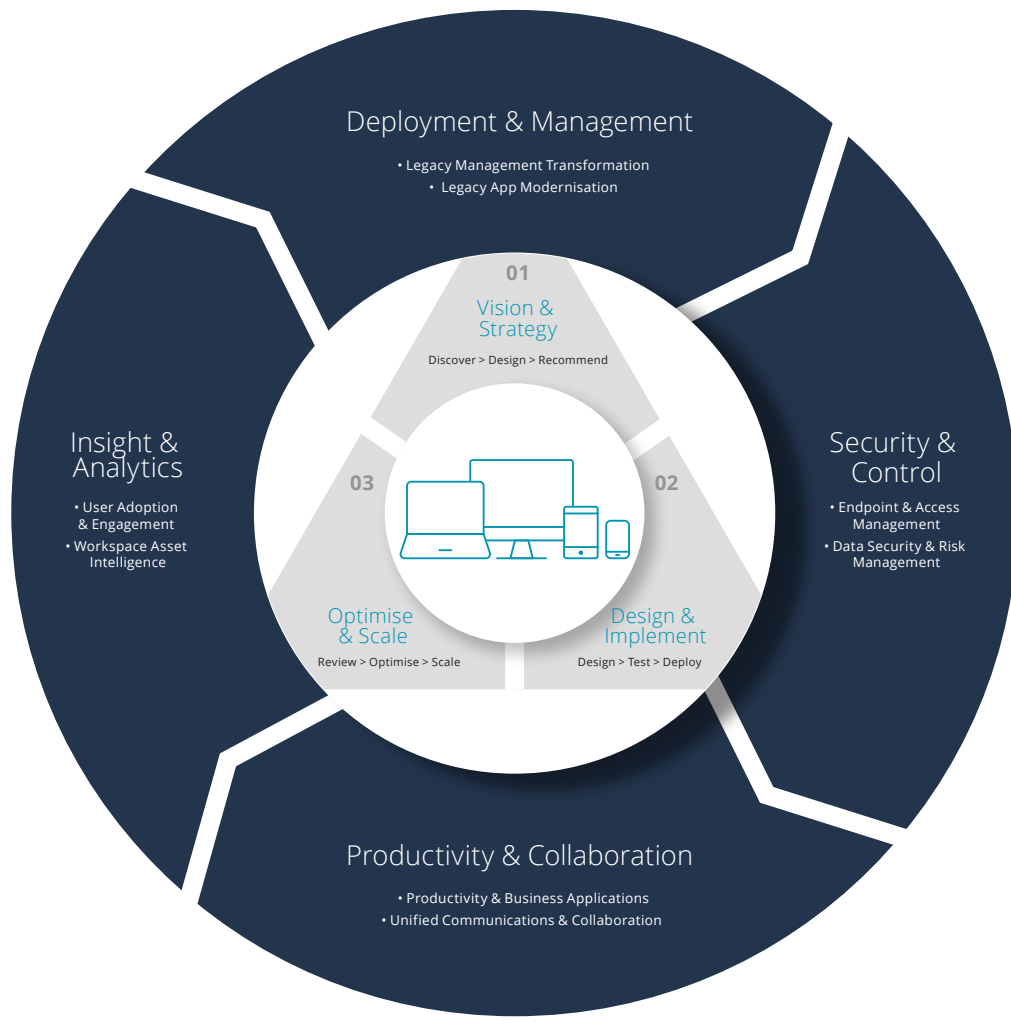 Deployment & Management
• Legacy Management Transformation
• Legacy App Modernisation
01
Vision &
Strategy
Discover > Design > Recommend
Insight &
Analytics
• User Adoption
& Engagement
• Workspace Asset
Intelligence
Security &
Control
• Endpoint & Access
Management
• Data Security & Risk
Management
03
Optimise
& Scale
Review > Optimise > Scale
02
Design &
Implement
Design > Test > Deploy
Productivity & Collaboration
• Productivity & Business Applications
• Unified Communications & Collaboration